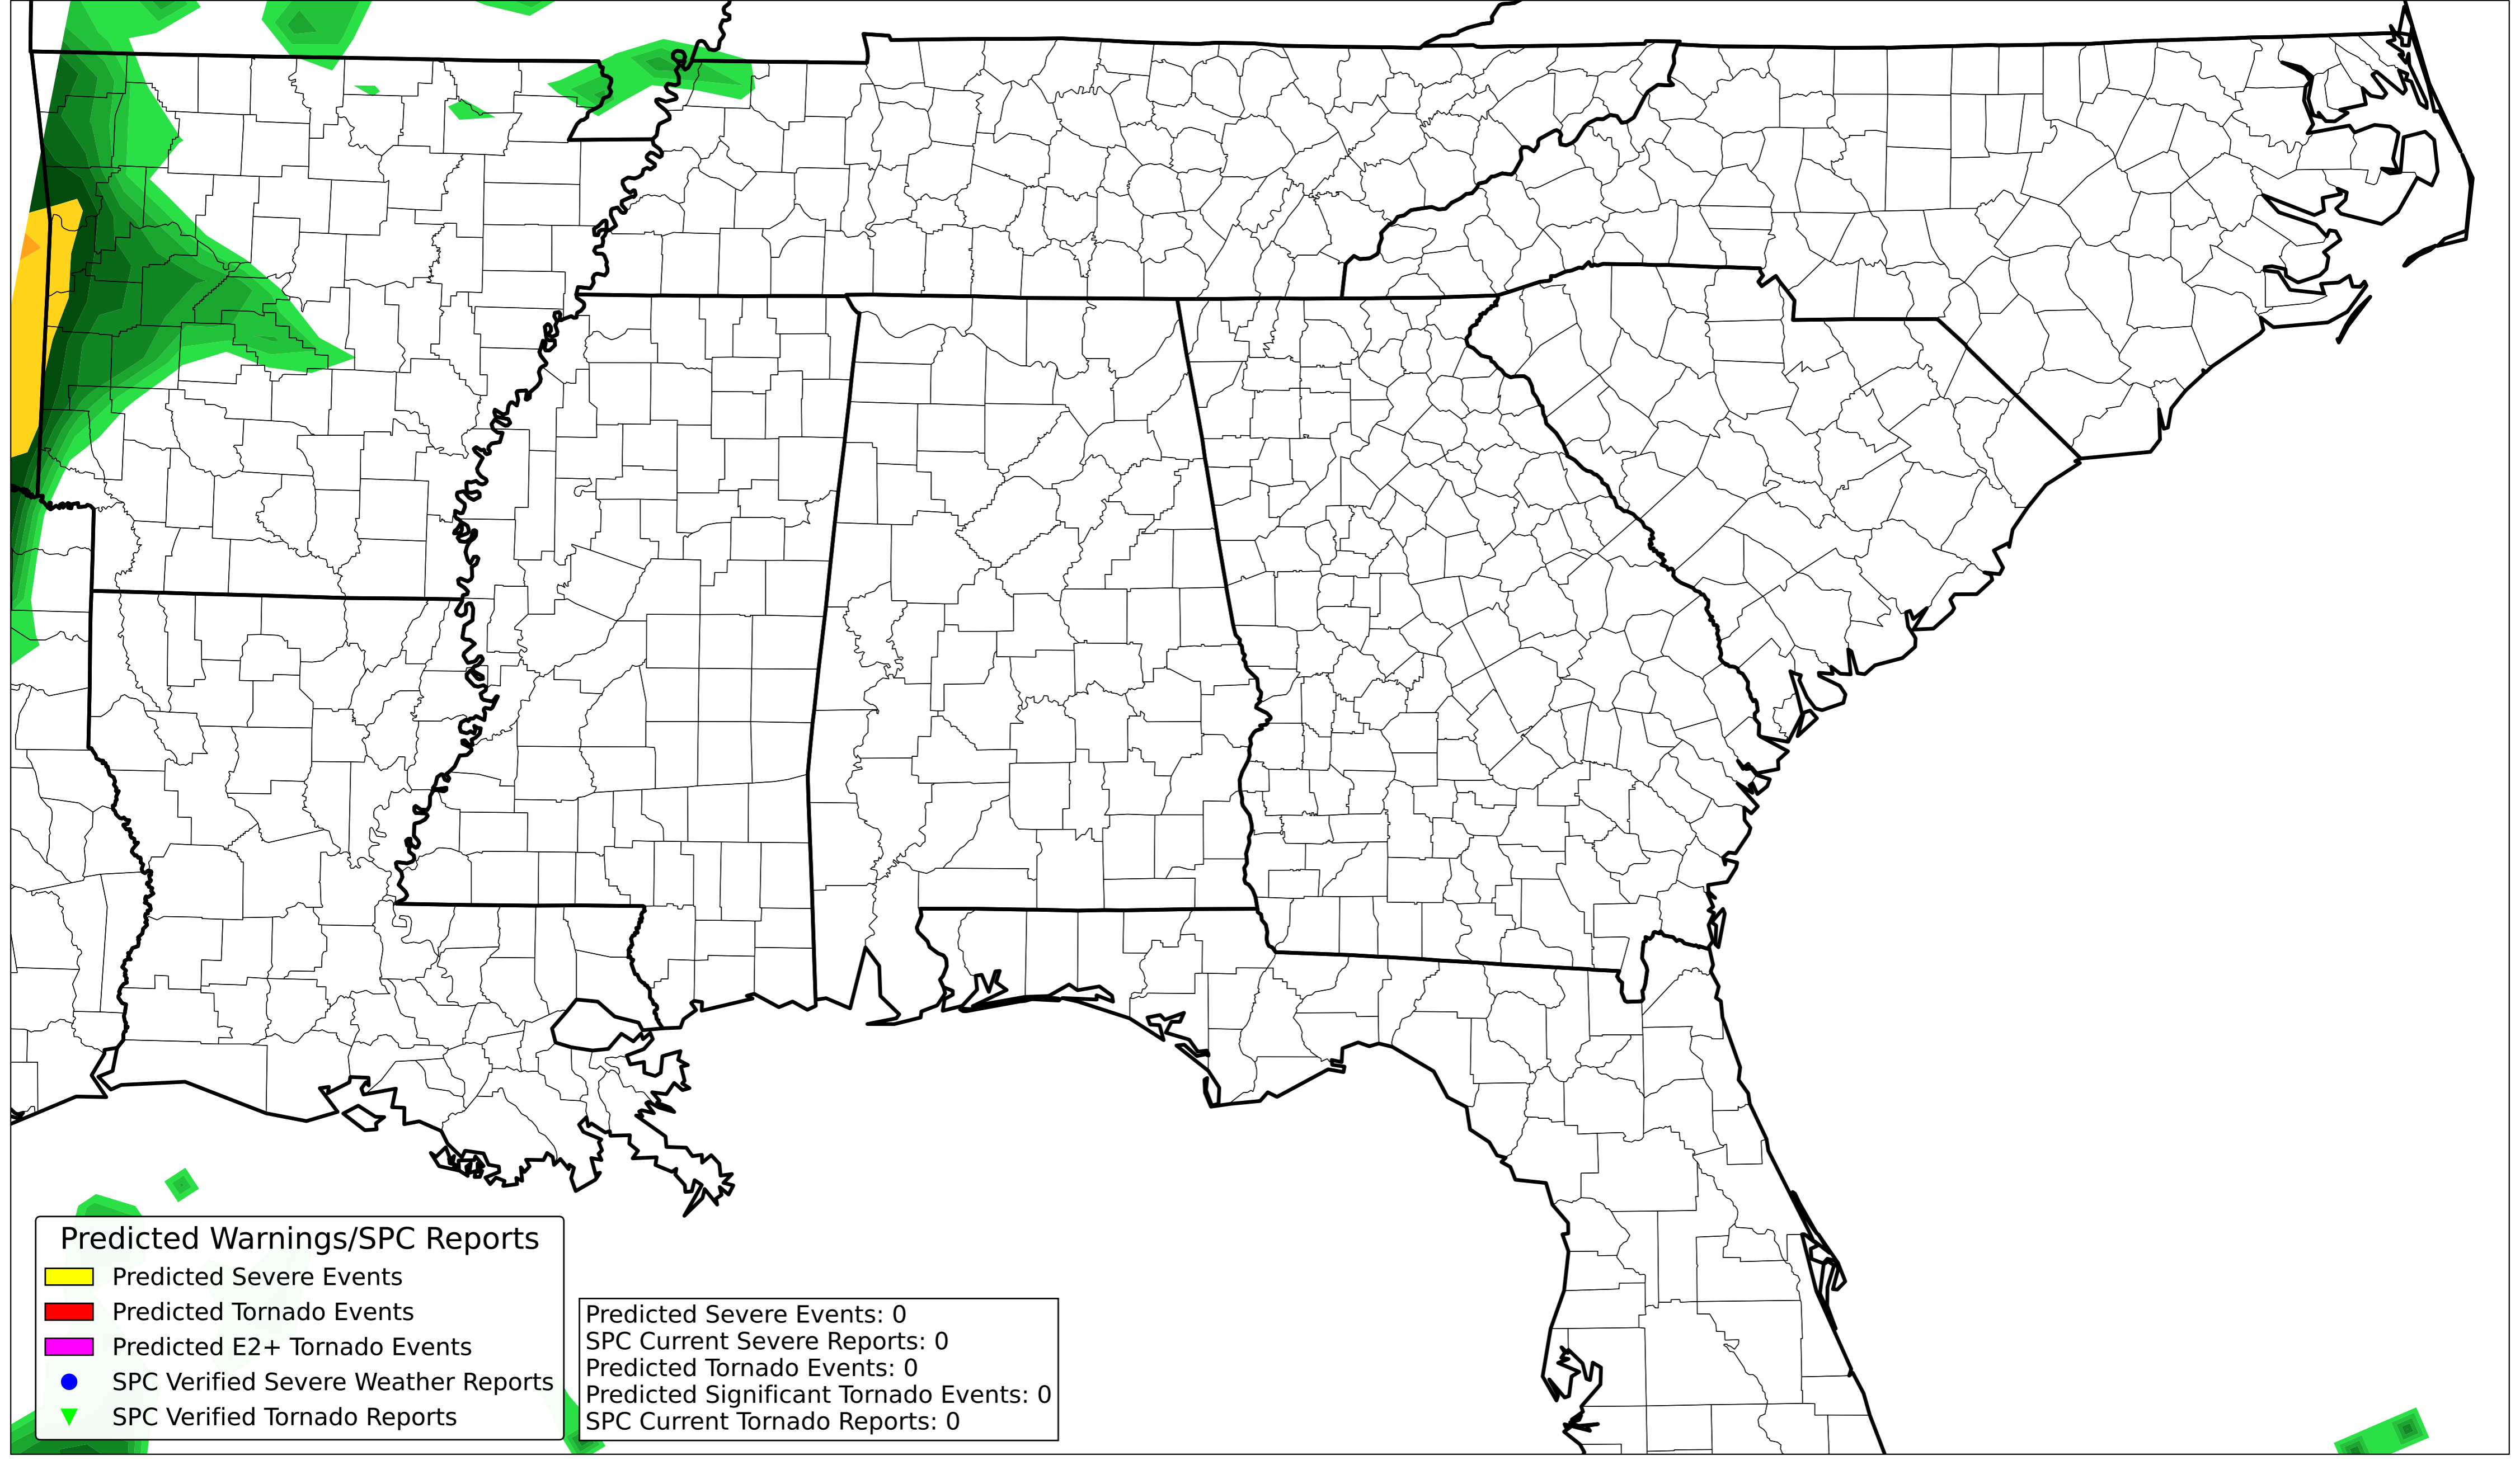 Predicted Warnings/SPC Reports
Predicted Severe Events
Predicted Tornado Events
Predicted E2+ Tornado Events
SPC Verified Severe Weather Reports
SPC Verified Tornado Reports
Predicted Severe Events: 0
SPC Current Severe Reports: 0
Predicted Tornado Events: 0
Predicted Significant Tornado Events: 0
SPC Current Tornado Reports: 0